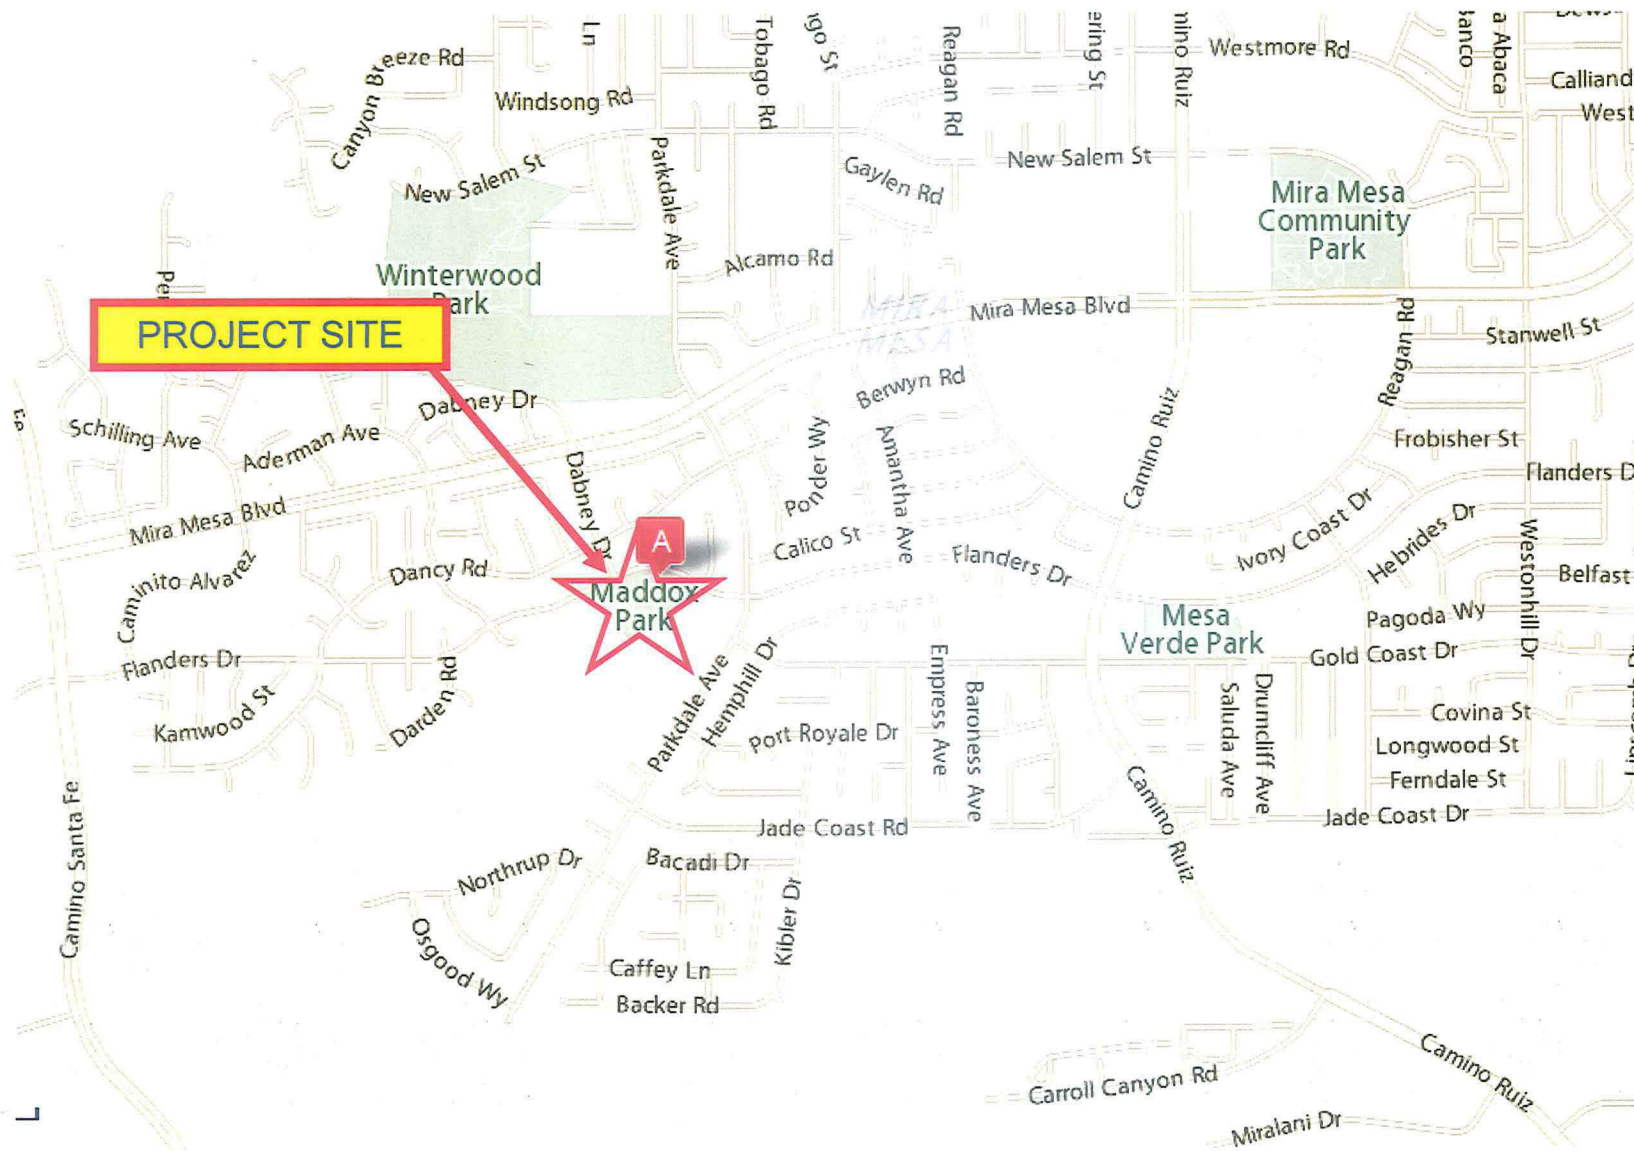 Canyon Breeze Rd
Ln
Tobago Rd
Reagan Rd
Westmore Rd
Calliand
West
Windsong Rd
New Salem St
Parkdale Ave
Gaylen Rd
New Salem St
Mira Mesa
Community
Park
Winterwood
Park
Alcamo Rd
MIRA
MESA
Mira Mesa Blvd
Reagan Rd
Stanwell St
PROJECT SITE
Dabney Dr
Berwyn Rd
Camino Ruiz
Schilling Ave
Aderman Ave
Ponder Wy
Amantha Ave
Frobisher St
Flanders D
Mira Mesa Blvd
Dabney Dr
A
Calico St
Flanders Dr
Ivory Coast Dr
Hebrides Dr
Westonhill Dr
Belfast
Caminito Alvarez
Dancy Rd
Maddox
Park
Mesa
Verde Park
Pagoda Wy
Gold Coast Dr
Flanders Dr
Kamwood St
Darden Rd
Parkdale Ave
Hemphill Dr
Port Royale Dr
Empress Ave
Baroness Ave
Saluda Ave
Drumcliff Ave
Covina St
Longwood St
Ferndale St
Jade Coast Dr
Camino Santa Fe
Jade Coast Rd
Camino Ruiz
Northrup Dr
Bacadi Dr
Kibler Dr
Osgood Wy
Caffey Ln
Backer Rd
Camino Ruiz
Carroll Canyon Rd
Miralani Dr